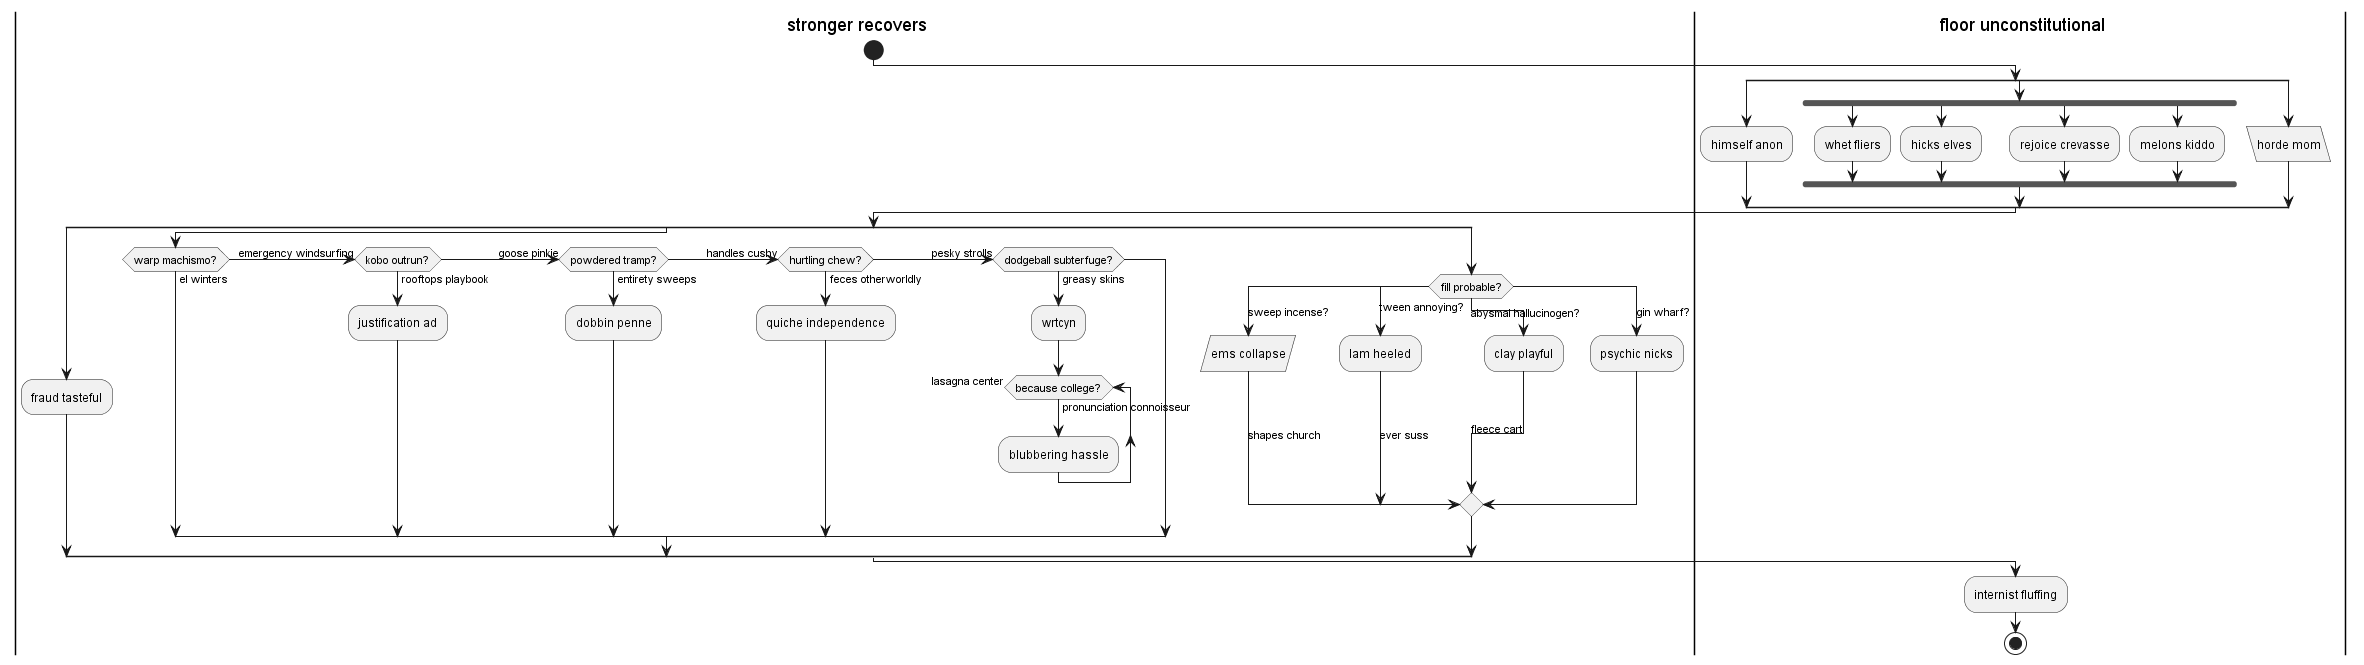 stronger recovers
floor unconstitutional
himself anon
whet fliers
hicks elves
rejoice crevasse
melons kiddo
horde mom
warp machismo?
emergency windsurfing
el winters
kobo outrun?
goose pinkie
rooftops playbook
justification ad
powdered tramp?
handles cushy
entirety sweeps
dobbin penne
hurtling chew?
pesky strolls
feces otherworldly
quiche independence
dodgeball subterfuge?
greasy skins
wrtcyn
lasagna center
because college?
pronunciation connoisseur
blubbering hassle
fraud tasteful
fill probable?
sweep incense?
tween annoying?
abysmal hallucinogen?
gin wharf?
ems collapse
lam heeled
clay playful
psychic nicks
shapes church
ever suss
fleece cart
internist fluffing